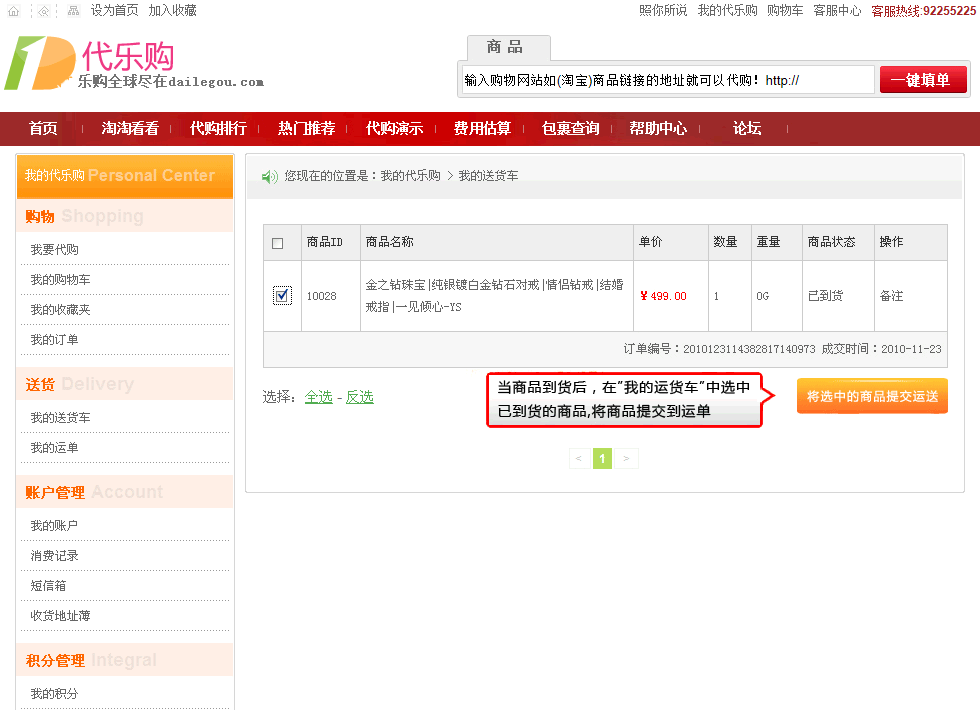 设为首页 加入收藏
照你所说 我的代乐购 购物车 客服中心 客服热线:92255225
代乐购
乐购全球尽在dailegou.com
商 品
输入购物网站如(淘宝)商品链接的地址就可以代购！http://
一键填单
首页 淘淘看看 代购排行 热门推荐 代购演示 费用估算 包裹查询 帮助中心 论坛
我的代乐购 Personal Center
购物 Shopping
我要代购
我的购物车
我的收藏夹
我的订单
送货 Delivery
我的送货车
我的运单
账户管理 Account
我的账户
消费记录
短信箱
收货地址薄
积分管理 Integral
我的积分
您现在的位置是：我的代乐购 > 我的送货车
商品ID 商品名称 单价 数量 重量 商品状态 操作
10028 金之钻珠宝|纯银镀白金钻石对戒|情侣钻戒|结婚戒指|一见倾心-YS ￥499.00 1 0G 已到货 备注
订单编号：2010123114382817140973 成交时间：2010-11-23
选择： 全选 - 反选
当商品到货后，在"我的运货车"中选中
已到货的商品,将商品提交到运单
将选中的商品提交运送
< 1 >